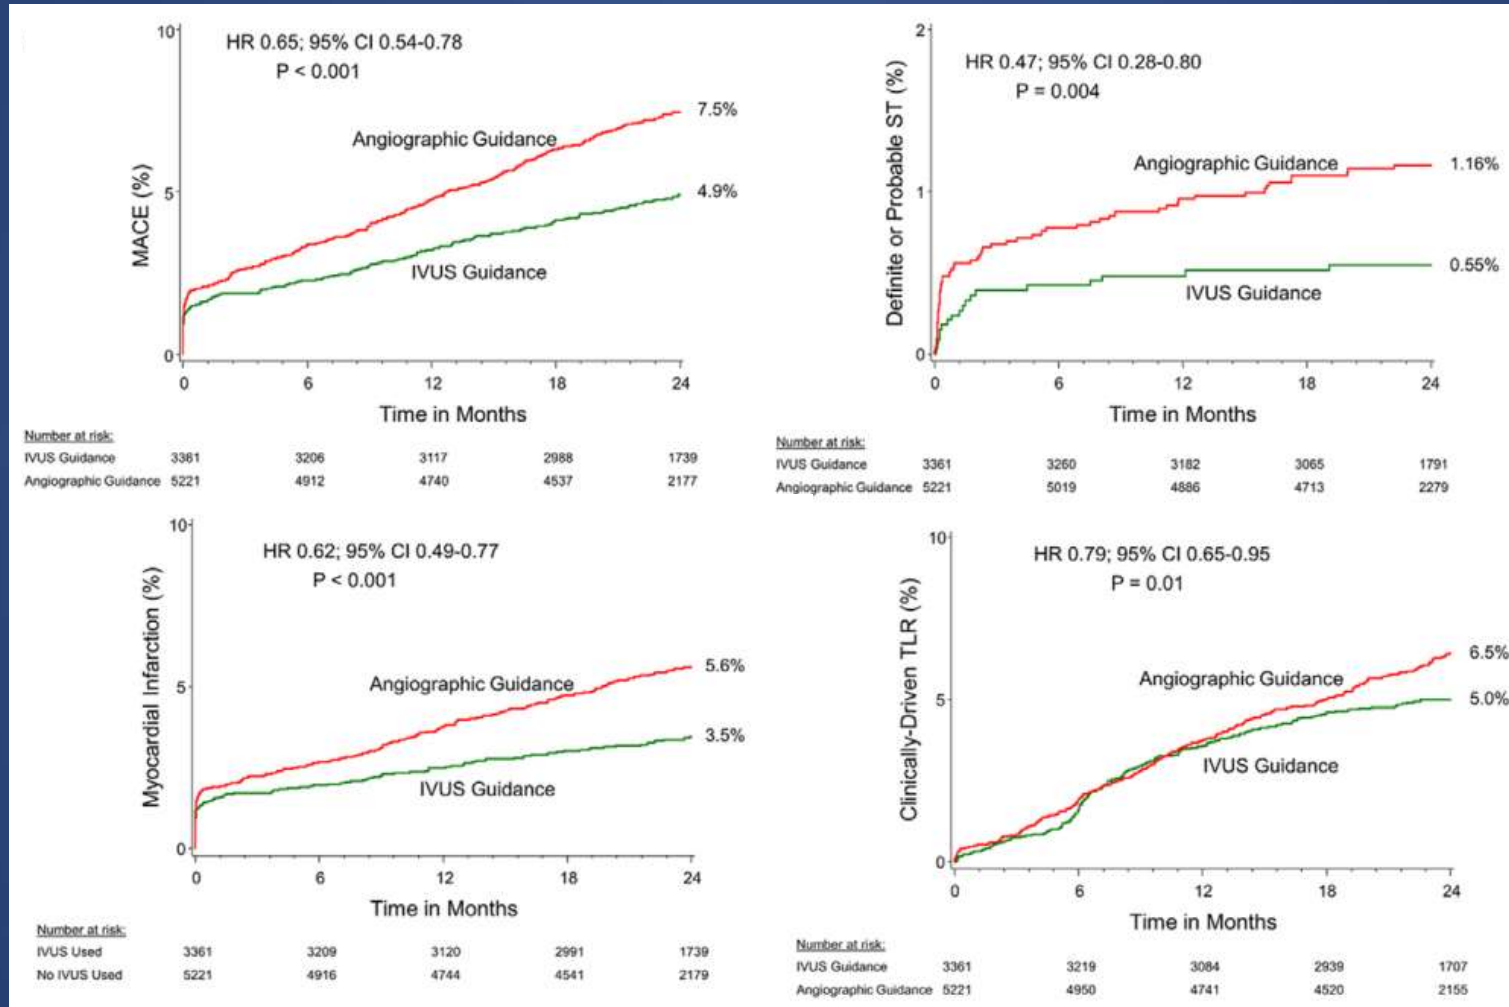 10
HR 0.65; 95% CI 0.54-0.78
P < 0.001
7.5%
Angiographic Guidance
MACE (%)
5
4.9%
IVUS Guidance
0
0 6 12 18 24
Time in Months
Number at risk:
IVUS Guidance 3361 3206 3117 2988 1739
Angiographic Guidance 5221 4912 4740 4537 2177
2
HR 0.47; 95% CI 0.28-0.80
P = 0.004
Definite or Probable ST (%)
Angiographic Guidance
1.16%
1
0.55%
IVUS Guidance
0
0 6 12 18 24
Time in Months
Number at risk:
IVUS Guidance 3361 3260 3182 3065 1791
Angiographic Guidance 5221 5019 4886 4713 2279
10
HR 0.62; 95% CI 0.49-0.77
P < 0.001
Myocardial Infarction (%)
5.6%
Angiographic Guidance
5
3.5%
IVUS Guidance
0
0 6 12 18 24
Time in Months
Number at risk:
IVUS Used 3361 3209 3120 2991 1739
No IVUS Used 5221 4916 4744 4541 2179
10
HR 0.79; 95% CI 0.65-0.95
P = 0.01
Clinically-Driven TLR (%)
6.5%
Angiographic Guidance
5
5.0%
IVUS Guidance
0
0 6 12 18 24
Time in Months
Number at risk:
IVUS Guidance 3361 3219 3084 2939 1707
Angiographic Guidance 5221 4950 4741 4520 2155